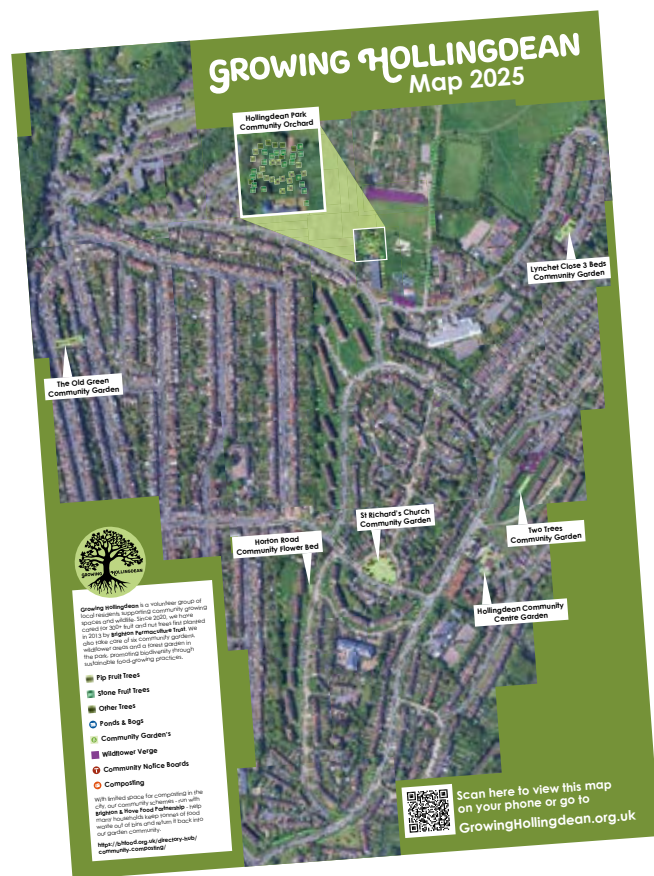 GROWING HOLLINGDEAN
Map 2025
Hollingdean Park
Community Orchard
Lynchet Close 3 Beds
Community Garden
The Old Green
Community Garden
St Richard's Church
Community Garden
Two Trees
Community Garden
Horton Road
Community Flower Bed
Hollingdean Community
Centre Garden
GROWING HOLLINGDEAN
Growing Hollingdean is a volunteer group of
local residents supporting community growing
spaces and wildlife. Since 2020, we have
cared for 300+ fruit and nut trees first planted
in 2013 by Brighton Permaculture Trust. We
also take care of six community gardens,
wildflower areas and a forest garden in
the park, promoting biodiversity through
sustainable food-growing practices.
Pip Fruit Trees
Stone Fruit Trees
Other Trees
Ponds & Bogs
Community Garden's
Wildflower Verge
Community Notice Boards
Composting
With limited space for composting in the
city, our community schemes - run with
Brighton & Hove Food Partnership - help
many households keep tonnes of food
waste out of bins and return it back into
our garden community.
https://bhfood.org.uk/directory-hub/
community-composting/
Scan here to view this map
on your phone or go to
GrowingHollingdean.org.uk